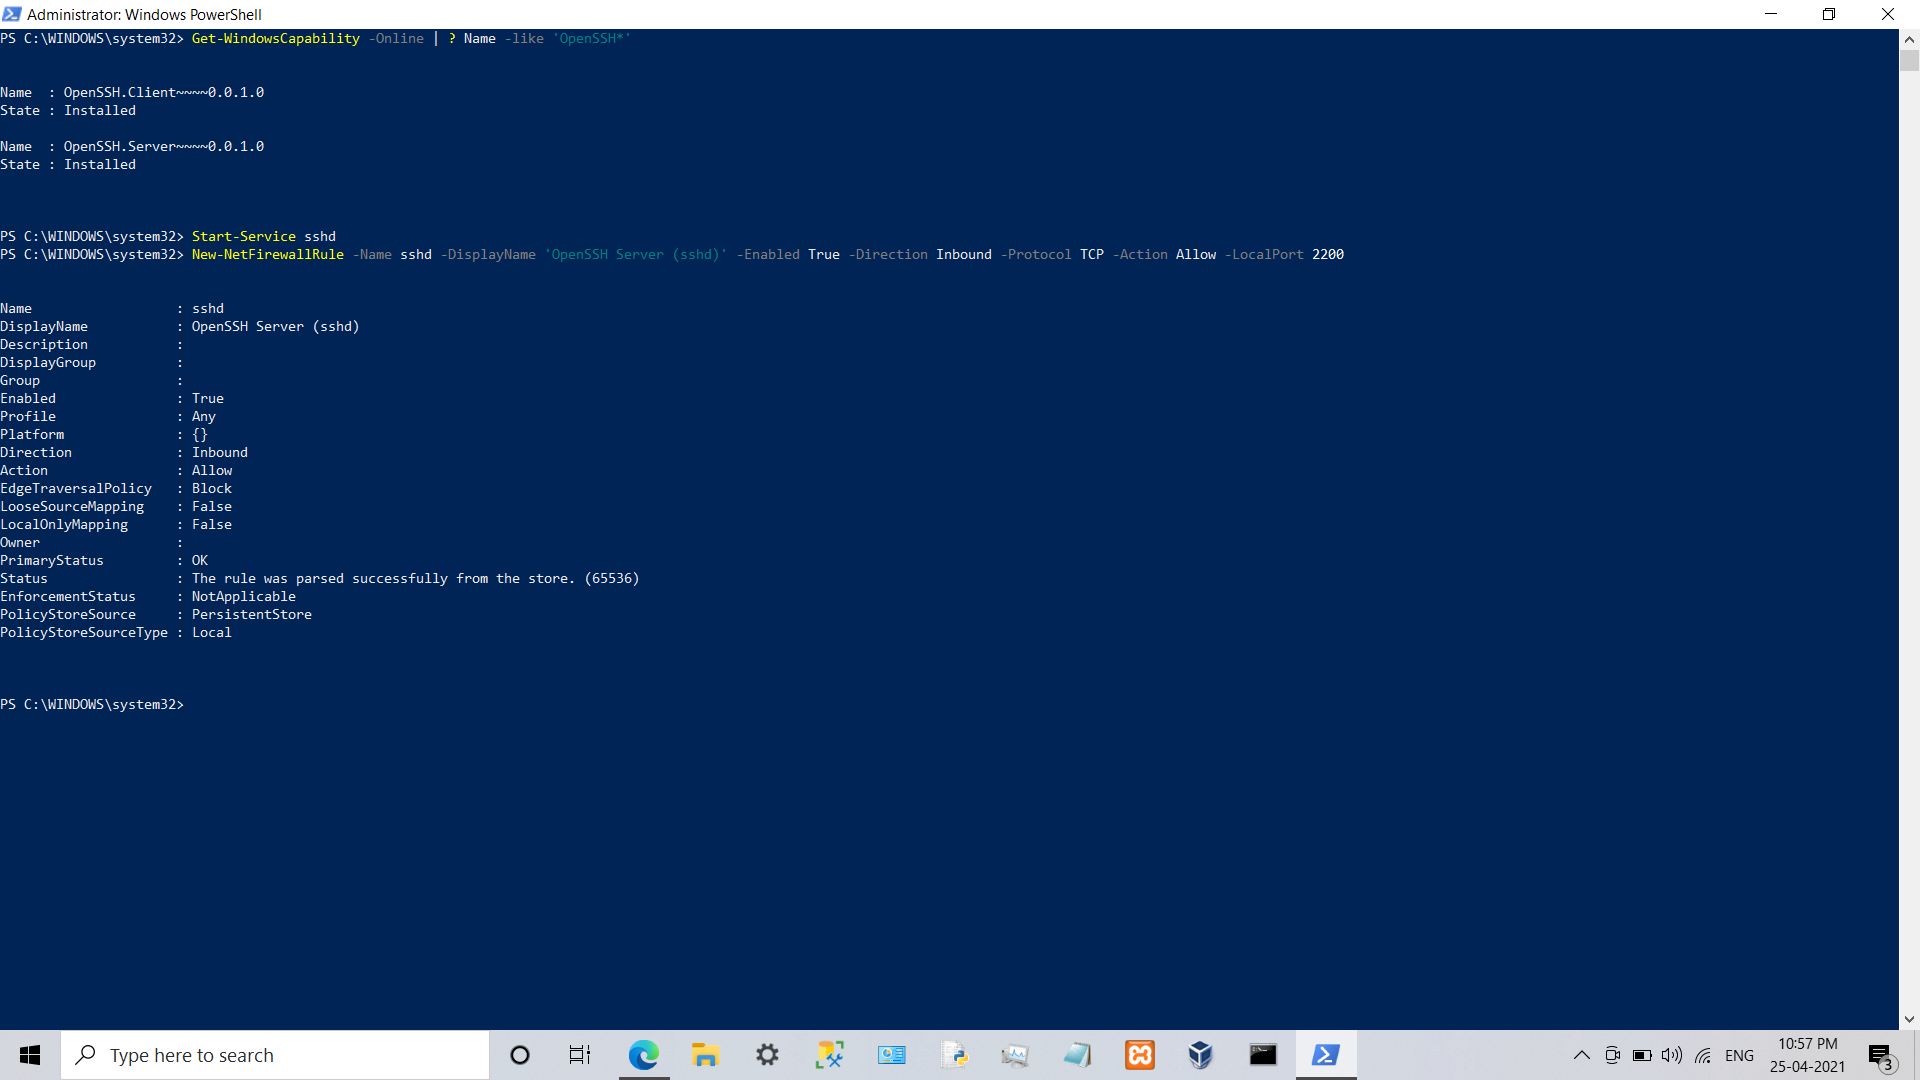 Administrator: Windows PowerShell
PS C:\WINDOWS\system32> Get-WindowsCapability -Online | ? Name -like 'OpenSSH*'
Name  : OpenSSH.Client~~~~0.0.1.0
State : Installed
Name  : OpenSSH.Server~~~~0.0.1.0
State : Installed
PS C:\WINDOWS\system32> Start-Service sshd
PS C:\WINDOWS\system32> New-NetFirewallRule -Name sshd -DisplayName 'OpenSSH Server (sshd)' -Enabled True -Direction Inbound -Protocol TCP -Action Allow -LocalPort 2200
Name                  : sshd
DisplayName           : OpenSSH Server (sshd)
Description           :
DisplayGroup          :
Group                 :
Enabled               : True
Profile               : Any
Platform              : {}
Direction             : Inbound
Action                : Allow
EdgeTraversalPolicy   : Block
LooseSourceMapping    : False
LocalOnlyMapping      : False
Owner                 :
PrimaryStatus         : OK
Status                : The rule was parsed successfully from the store. (65536)
EnforcementStatus     : NotApplicable
PolicyStoreSource     : PersistentStore
PolicyStoreSourceType : Local
PS C:\WINDOWS\system32>
Type here to search
ENG
10:57 PM
25-04-2021
3